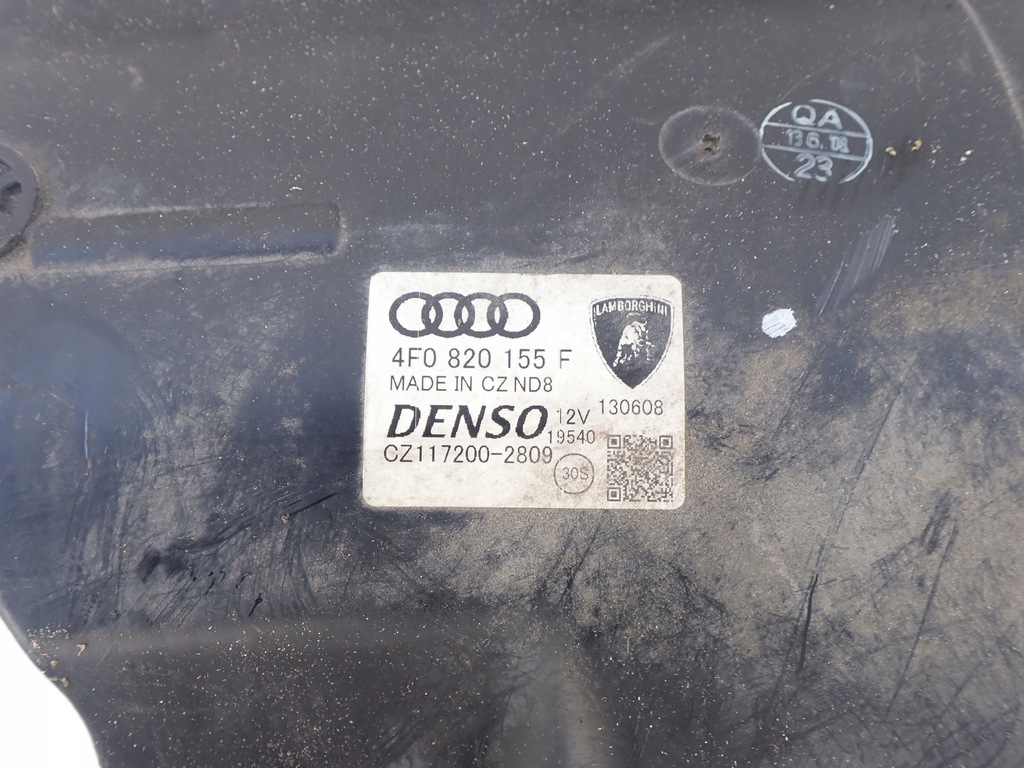 QA
13.6.08
23
LAMBORGHINI
4F0 820 155 F
MADE IN CZ ND8
DENSO 12V 130608
19540
CZ117200-2809
30S